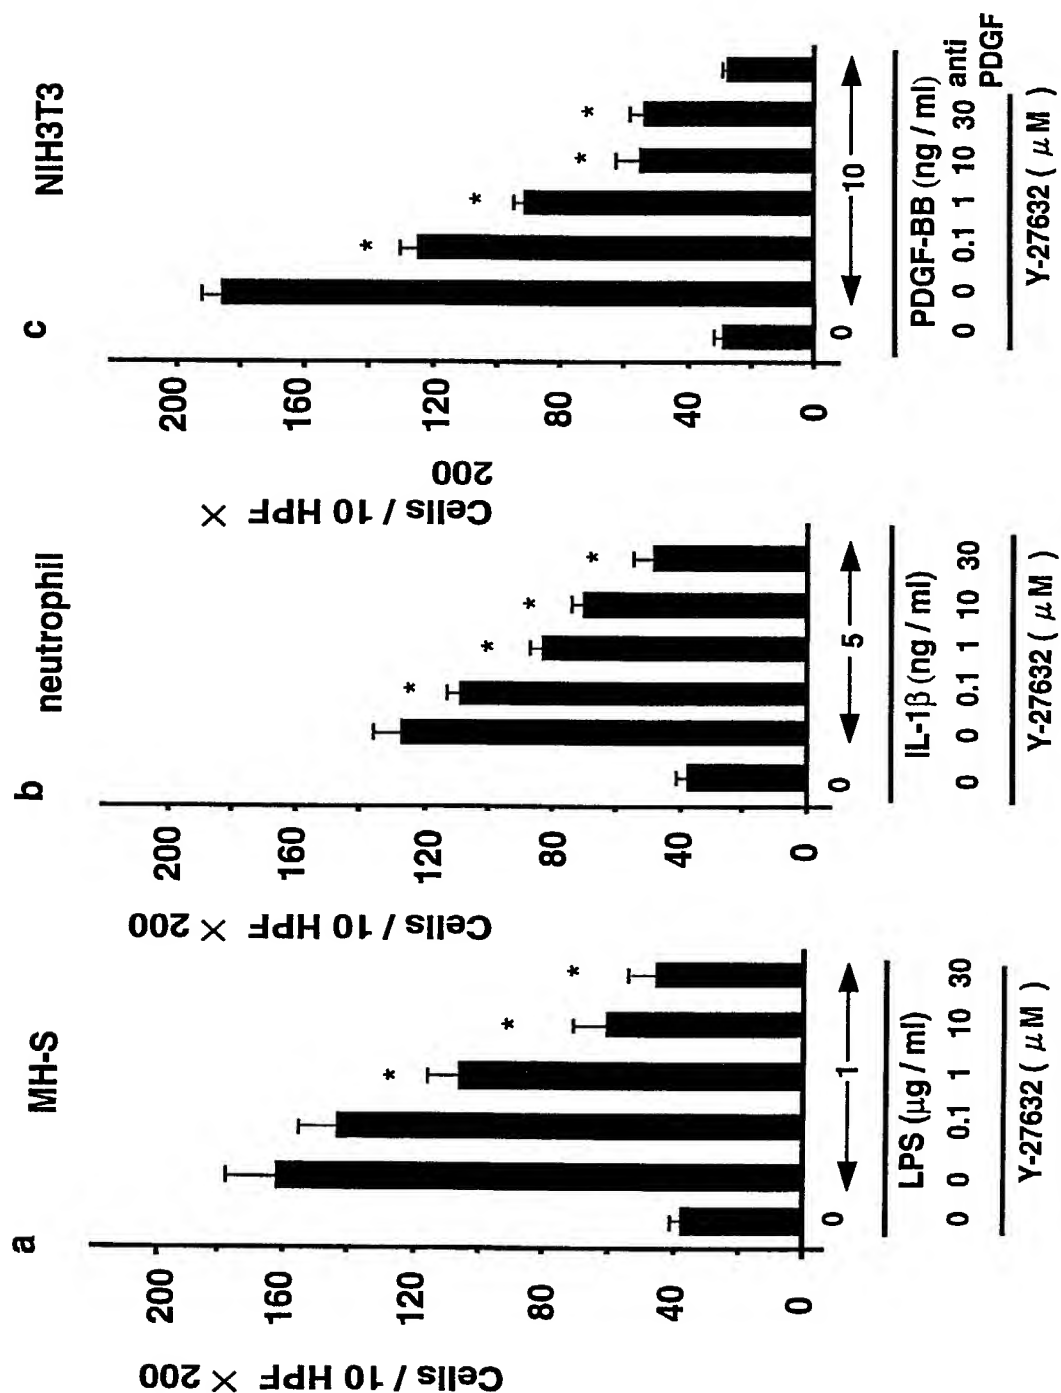 a
MH-S
Cells / 10 HPF × 200
200
160
120
80
40
0
0
1
LPS (μg / ml)
0 0 0.1 1 10 30
Y-27632 ( μM )
* * *
b
neutrophil
Cells / 10 HPF × 200
200
160
120
80
40
0
0
5
IL-1β (ng / ml)
0 0 0.1 1 10 30
Y-27632 ( μM )
* * * *
c
NIH3T3
Cells / 10 HPF ×
200
200
160
120
80
40
0
0
10
PDGF-BB (ng / ml)
0 0 0.1 1 10 30 anti
PDGF
Y-27632 ( μM )
* * * *